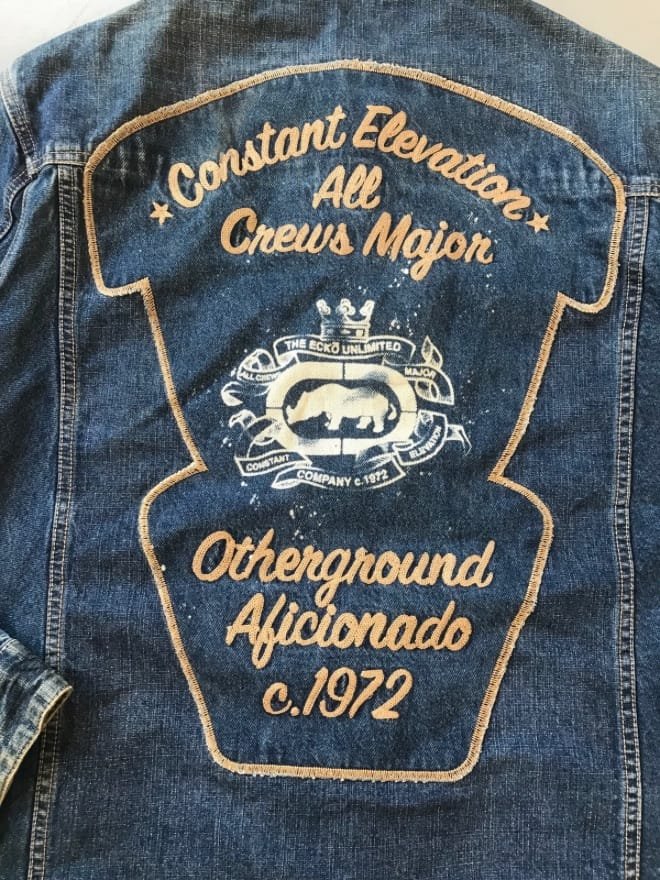 Constant Elevation
All
Crews Major
THE ECKO UNLIMITED
ALL CREWS
MAJOR
CONSTANT
ELEVATION
COMPANY c.1972
Otherground
Aficionado
c.1972